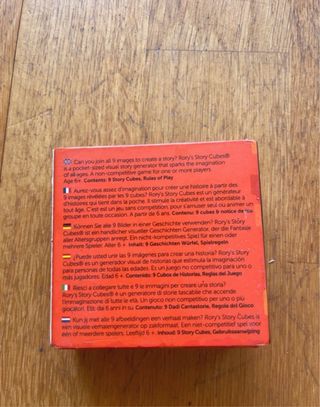 Can you join all 9 images to create a story? Rory's Story Cubes®
is a pocket-sized visual story generator that sparks the imagination
of all ages. A non-competitive game for one or more players.
Age 6+. Contents: 9 Story Cubes, Rules of Play
Aurez-vous assez d'imagination pour créer une histoire à partir des
9 images révélées par les 9 cubes? Rory's Story Cubes® est un générateur
d'histoires qui tient dans la poche. Il stimule la créativité et est abordable à
tout âge. C'est un jeu de salon sans compétition, pour s'amuser seul ou animer un
groupe en toute occasion. A partir de 6 ans. Contenu: 9 cubes & notice de
Können Sie alle 9 Bilder in einer Geschichte verwenden? Rory's Story
Cubes® ist ein handlicher visueller Geschichten Generator, der die Fantasie
aller Altersgruppen anregt. Ein nicht-kompetitives Spiel für einen oder
mehrere Spieler. Alter 6+. Inhalt: 9 Geschichten Würfel, Spielregeln
¿Puede usted unir las 9 imágenes para crear una historia? Rory's Story
Cubes® es un generador visual de historias que estimula la imaginación
para personas de todas las edades. Es un juego no competitivo para uno o más
jugadores. Edad 6+. Contenido: 9 Cubos de Historias, Reglas del Juego
Riesci a collegare tutte e 9 le immagini per creare una storia?
Rory's Story Cubes® è un generatore di storie tascabile che accende
l'immaginazione di tutte le età. Un gioco non competitivo per uno o più
giocatori. Età: dai 6 anni in su. Contenuto: 9 Dadi Cantastorie, Regole del Gioco
Kun jij met alle 9 afbeeldingen een verhaal maken? Rory's Story Cubes® is
een visuele verhalengenerator op zakformaat. Een niet-competitief spel voor
één of meerdere spelers. Leeftijd 6+. Inhoud: 9 Story Cubes, Gebruiksaanwijzing